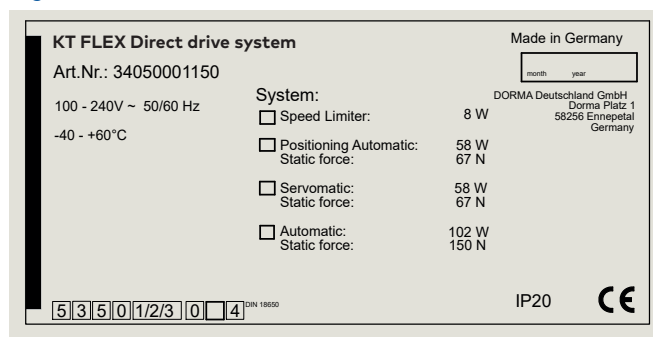 KT FLEX Direct drive system
Made in Germany
Art.Nr.: 34050001150
month year
100 - 240V ~ 50/60 Hz
-40 - +60°C
System:
Speed Limiter: 8 W
Positioning Automatic: 58 W
Static force: 67 N
Servomatic: 58 W
Static force: 67 N
Automatic: 102 W
Static force: 150 N
DORMA Deutschland GmbH
Dorma Platz 1
58256 Ennepetal
Germany
5 3 5 0 1/2/3 0 4 DIN 18650
IP20 CE